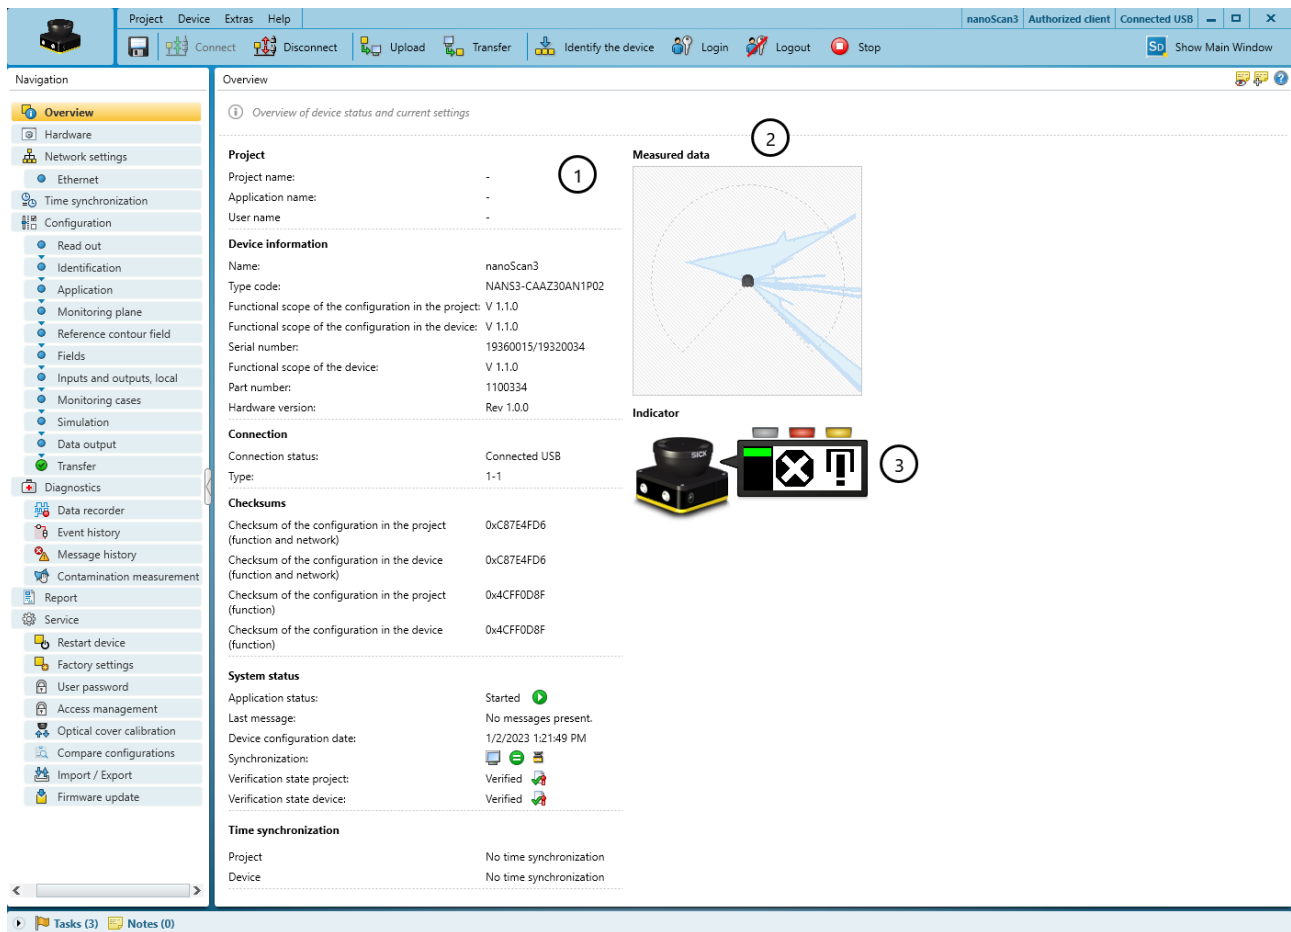 Project Device Extras Help
nanoScan3 Authorized client Connected USB
Connect Disconnect Upload Transfer Identify the device Login Logout Stop
SD Show Main Window
Navigation
Overview
Hardware
Network settings
Ethernet
Time synchronization
Configuration
Read out
Identification
Application
Monitoring plane
Reference contour field
Fields
Inputs and outputs, local
Monitoring cases
Simulation
Data output
Transfer
Diagnostics
Data recorder
Event history
Message history
Contamination measurement
Report
Service
Restart device
Factory settings
User password
Access management
Optical cover calibration
Compare configurations
Import / Export
Firmware update
Overview
Overview of device status and current settings
Project
1
Project name: -
Application name: -
User name -
Device information
Name: nanoScan3
Type code: NANS3-CAAZ30AN1P02
Functional scope of the configuration in the project: V 1.1.0
Functional scope of the configuration in the device: V 1.1.0
Serial number: 19360015/19320034
Functional scope of the device: V 1.1.0
Part number: 1100334
Hardware version: Rev 1.0.0
Connection
Connection status: Connected USB
Type: 1-1
Checksums
Checksum of the configuration in the project 0xC87E4FD6
(function and network)
Checksum of the configuration in the device 0xC87E4FD6
(function and network)
Checksum of the configuration in the project 0x4CFF0D8F
(function)
Checksum of the configuration in the device 0x4CFF0D8F
(function)
System status
Application status: Started
Last message: No messages present.
Device configuration date: 1/2/2023 1:21:49 PM
Synchronization:
Verification state project: Verified
Verification state device: Verified
Time synchronization
Project No time synchronization
Device No time synchronization
2
Measured data
Indicator
SICK
3
Tasks (3) Notes (0)